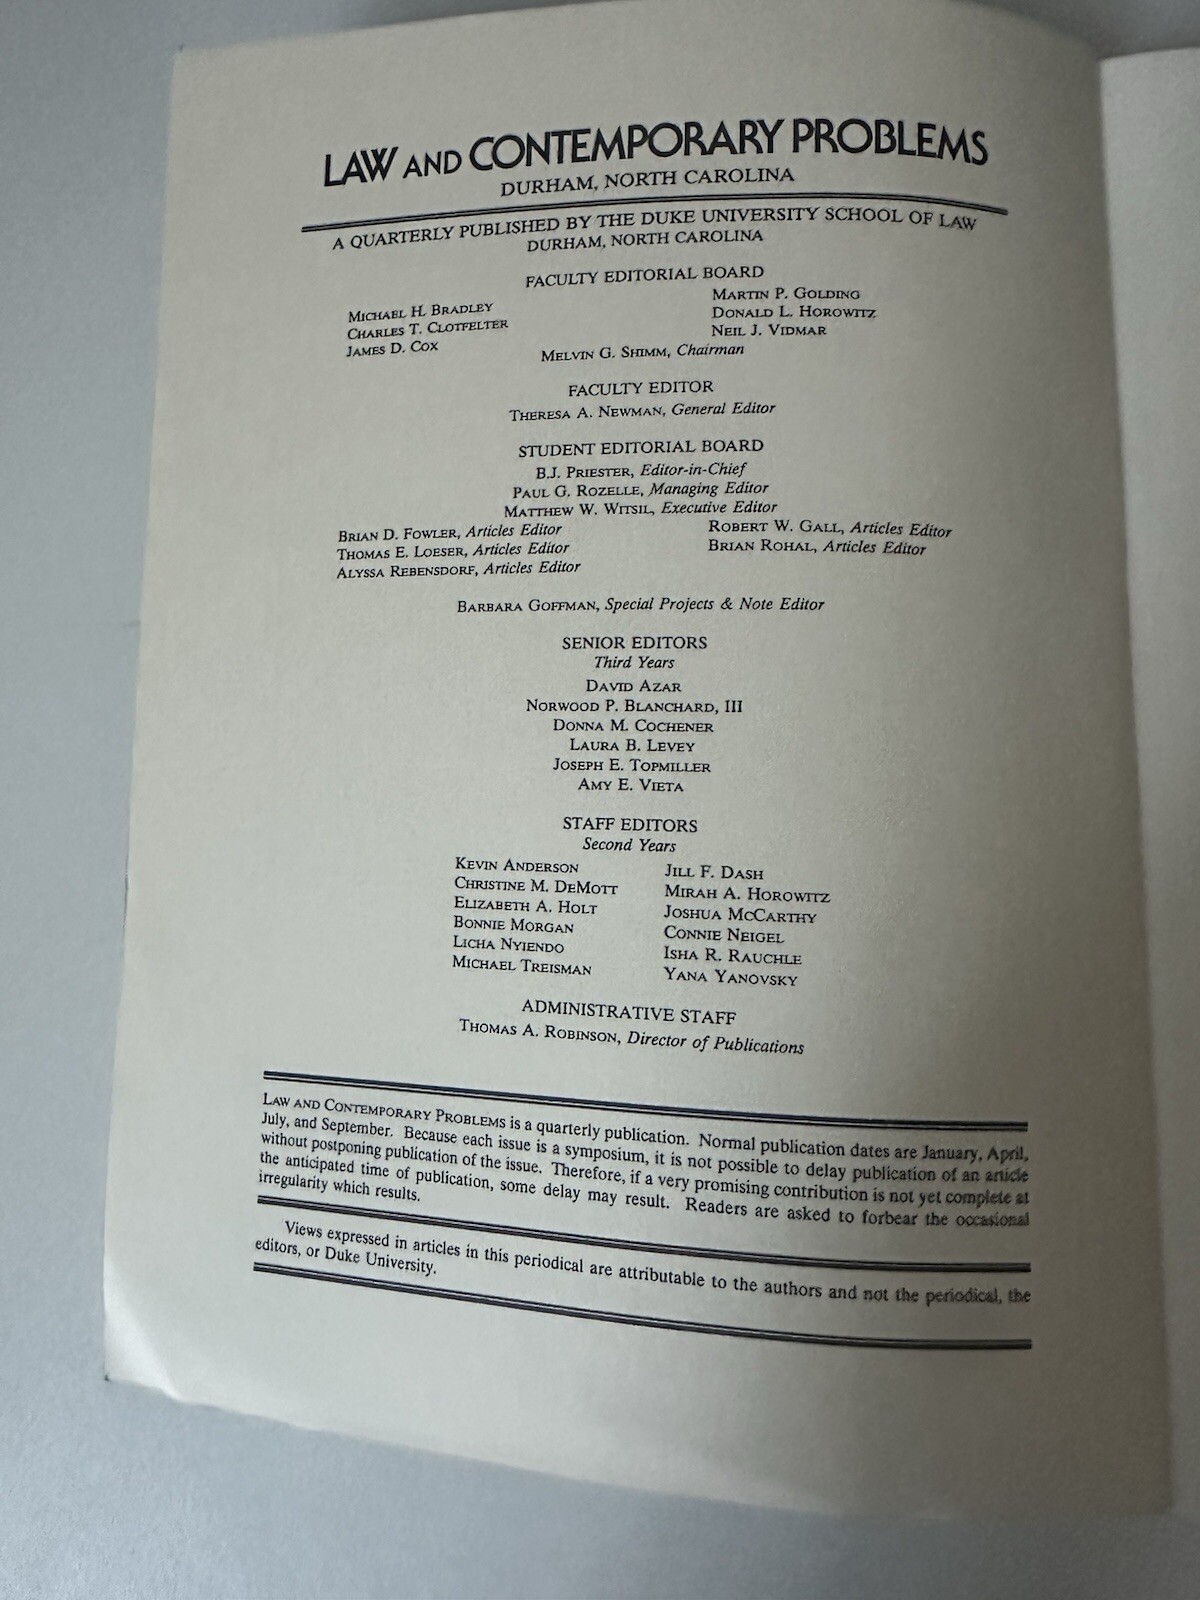 LAW AND CONTEMPORARY PROBLEMS
DURHAM, NORTH CAROLINA
A QUARTERLY PUBLISHED BY THE DUKE UNIVERSITY SCHOOL OF LAW
DURHAM, NORTH CAROLINA
FACULTY EDITORIAL BOARD
MICHAEL H. BRADLEY
CHARLES T. CLOTFELTER
JAMES D. COX
MARTIN P. GOLDING
DONALD L. HOROWITZ
NEIL J. VIDMAR
MELVIN G. SHIMM, Chairman
FACULTY EDITOR
THERESA A. NEWMAN, General Editor
STUDENT EDITORIAL BOARD
B.J. PRIESTER, Editor-in-Chief
PAUL G. ROZELLE, Managing Editor
MATTHEW W. WITSIL, Executive Editor
BRIAN D. FOWLER, Articles Editor
THOMAS E. LOESER, Articles Editor
ALYSSA REBENSDORF, Articles Editor
ROBERT W. GALL, Articles Editor
BRIAN ROHAL, Articles Editor
BARBARA GOFFMAN, Special Projects & Note Editor
SENIOR EDITORS
Third Years
DAVID AZAR
NORWOOD P. BLANCHARD, III
DONNA M. COCHENER
LAURA B. LEVEY
JOSEPH E. TOPMILLER
AMY E. VIETA
STAFF EDITORS
Second Years
KEVIN ANDERSON
CHRISTINE M. DEMOTT
ELIZABETH A. HOLT
BONNIE MORGAN
LICHA NYIENDO
MICHAEL TREISMAN
JILL F. DASH
MIRAH A. HOROWITZ
JOSHUA MCCARTHY
CONNIE NEIGEL
ISHA R. RAUCHLE
YANA YANOVSKY
ADMINISTRATIVE STAFF
THOMAS A. ROBINSON, Director of Publications
LAW AND CONTEMPORARY PROBLEMS is a quarterly publication. Normal publication dates are January, April,
July, and September. Because each issue is a symposium, it is not possible to delay publication of an article
without postponing publication of the issue. Therefore, if a very promising contribution is not yet complete at
the anticipated time of publication, some delay may result. Readers are asked to forbear the occasional
irregularity which results.
Views expressed in articles in this periodical are attributable to the authors and not the periodical, the
editors, or Duke University.